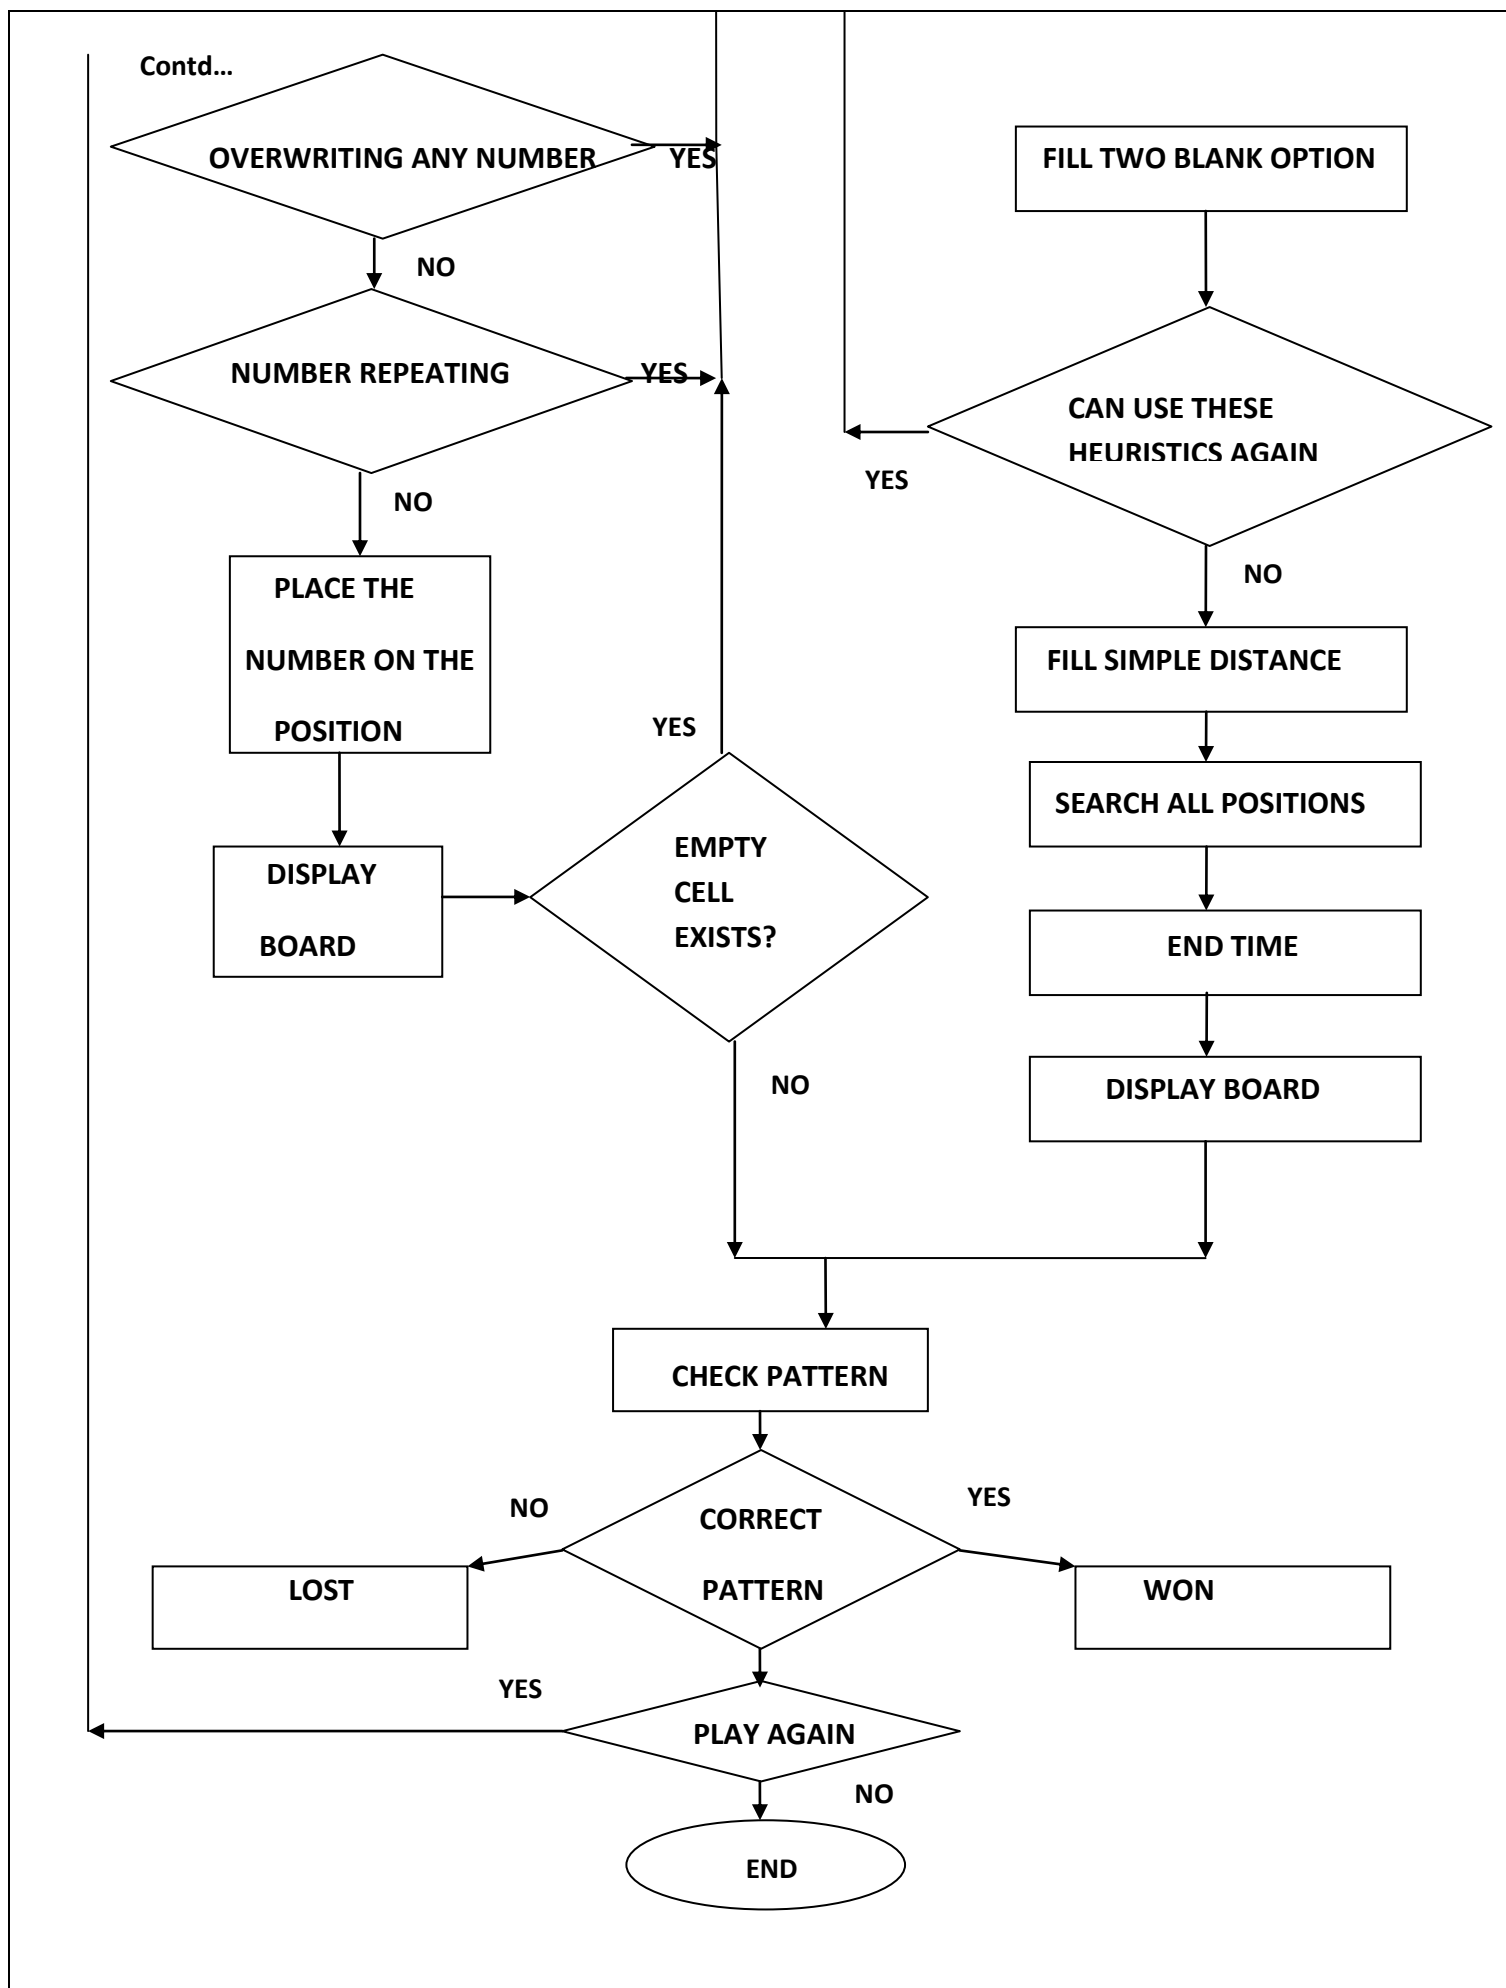 Contd...
OVERWRITING ANY NUMBER
YES
NO
NUMBER REPEATING
YES
NO
PLACE THE
NUMBER ON THE
POSITION
DISPLAY
BOARD
YES
EMPTY
CELL
EXISTS?
NO
FILL TWO BLANK OPTION
CAN USE THESE
HEURISTICS AGAIN
YES
NO
FILL SIMPLE DISTANCE
SEARCH ALL POSITIONS
END TIME
DISPLAY BOARD
CHECK PATTERN
NO
CORRECT
PATTERN
YES
LOST
WON
YES
PLAY AGAIN
NO
END